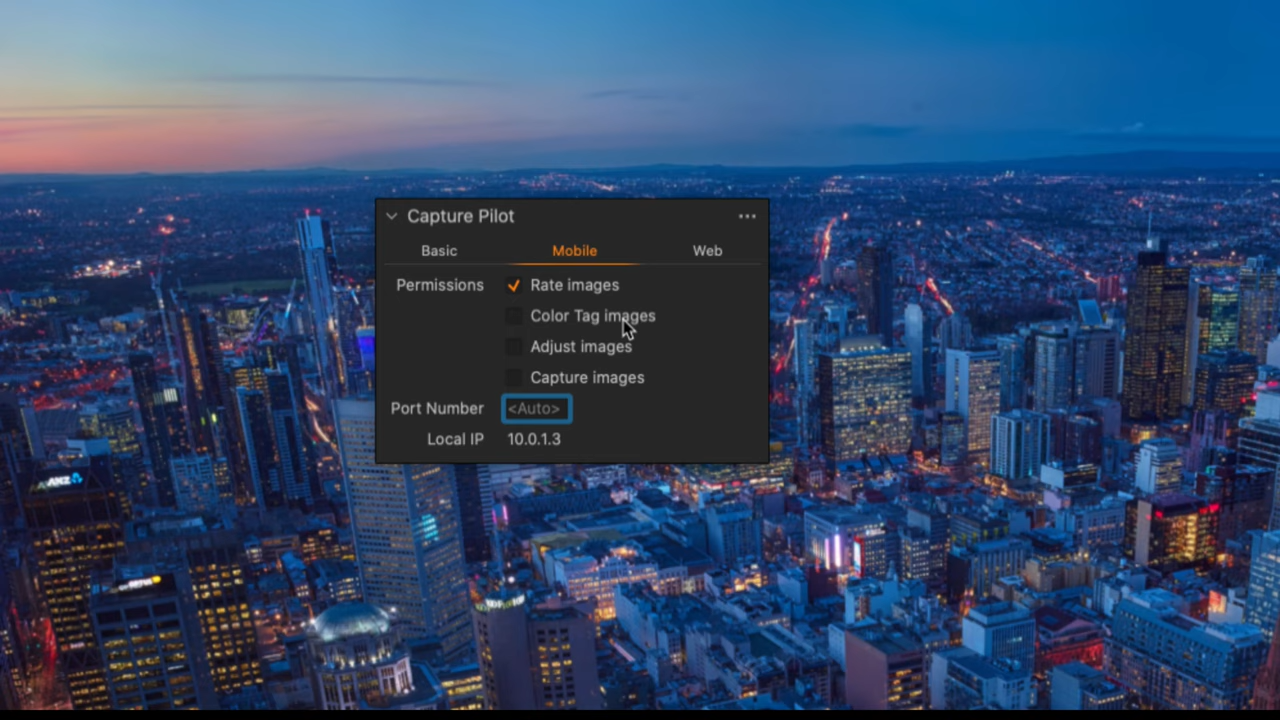 Capture Pilot
Basic Mobile Web
Permissions Rate images
Color Tag images
Adjust images
Capture images
Port Number <Auto>
Local IP 10.0.1.3
ANZ